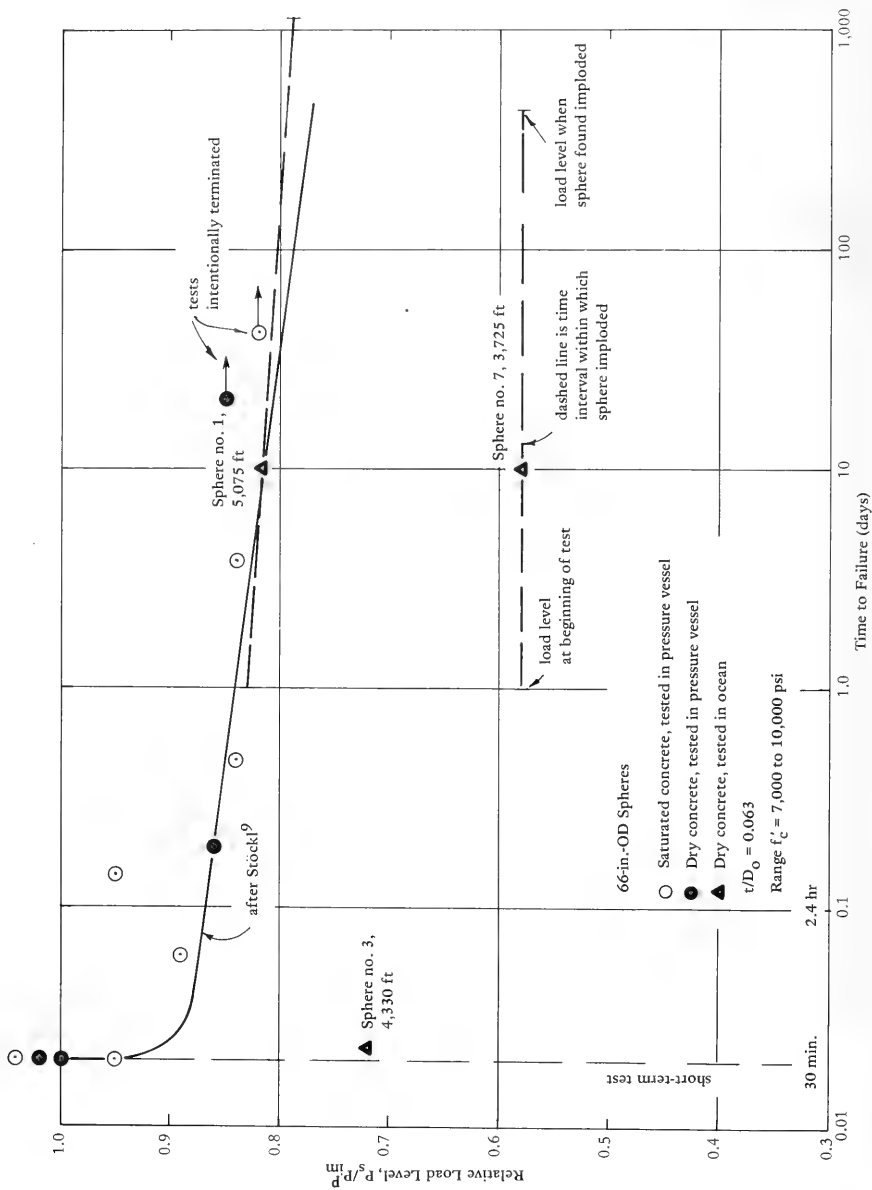 Relative Load Level, P_s/P^p_im
1.0
0.9
0.8
0.7
0.6
0.5
0.4
0.3
tests
intentionally terminated
Sphere no. 1,
5,075 ft
after Stöckl⁹
Sphere no. 3,
4,330 ft
Sphere no. 7, 3,725 ft
load level
at beginning of test
dashed line is time
interval within which
sphere imploded
load level when
sphere found imploded
66-in.-OD Spheres
Saturated concrete, tested in pressure vessel
Dry concrete, tested in pressure vessel
Dry concrete, tested in ocean
t/D_o = 0.063
Range f'_c = 7,000 to 10,000 psi
short-term test
30 min.
2.4 hr
0.01
0.1
1.0
10
100
1,000
Time to Failure (days)